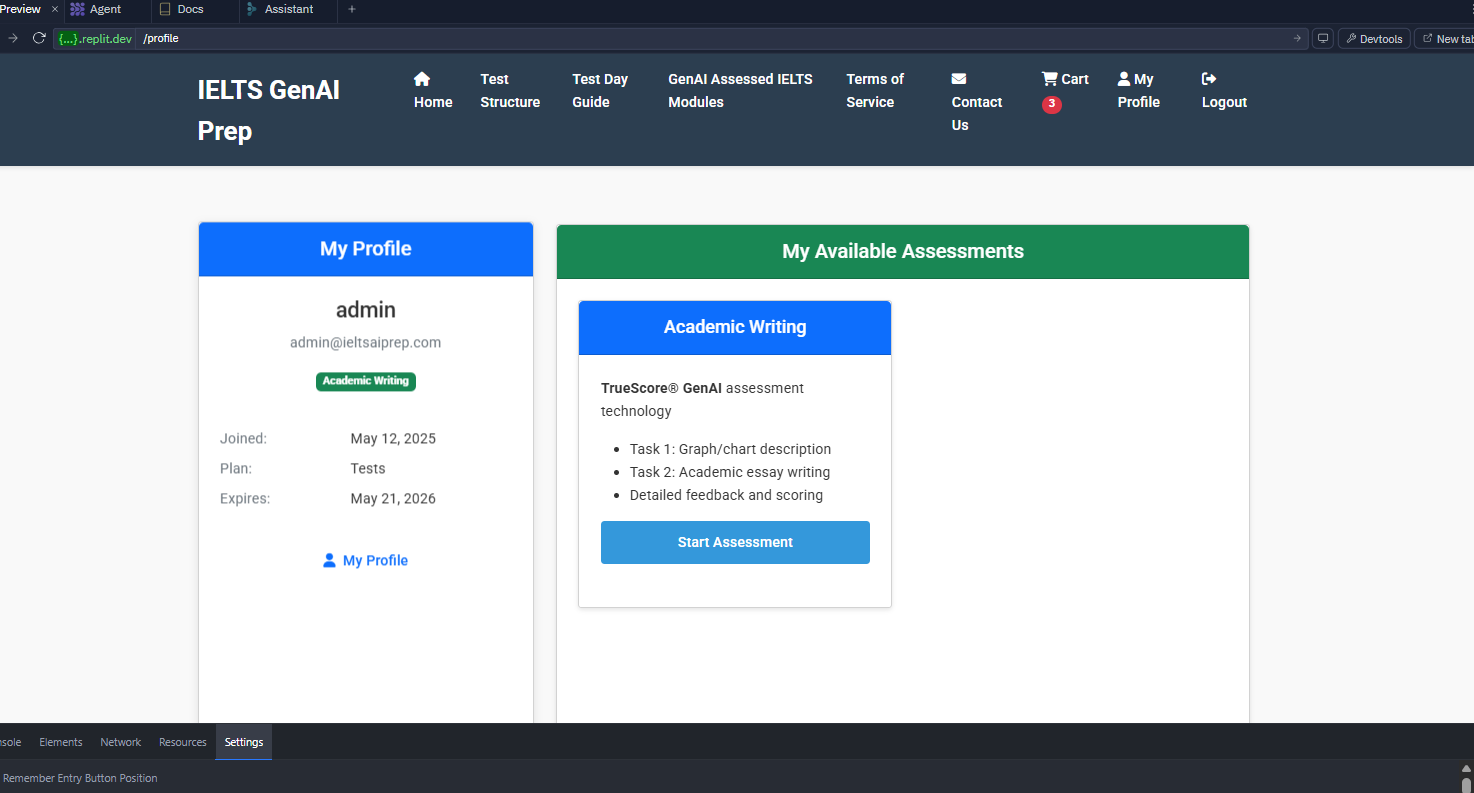 Preview × Agent Docs Assistant +
{...}.replit.dev /profile Devtools New tab
IELTS GenAI
Prep
Home
Test
Structure
Test Day
Guide
GenAI Assessed IELTS
Modules
Terms of
Service
Contact
Us
Cart
3
My
Profile
Logout
My Profile
admin
admin@ieltsaiprep.com
Academic Writing
Joined: May 12, 2025
Plan: Tests
Expires: May 21, 2026
My Profile
My Available Assessments
Academic Writing
TrueScore® GenAI assessment
technology
• Task 1: Graph/chart description
• Task 2: Academic essay writing
• Detailed feedback and scoring
Start Assessment
nsole Elements Network Resources Settings
Remember Entry Button Position